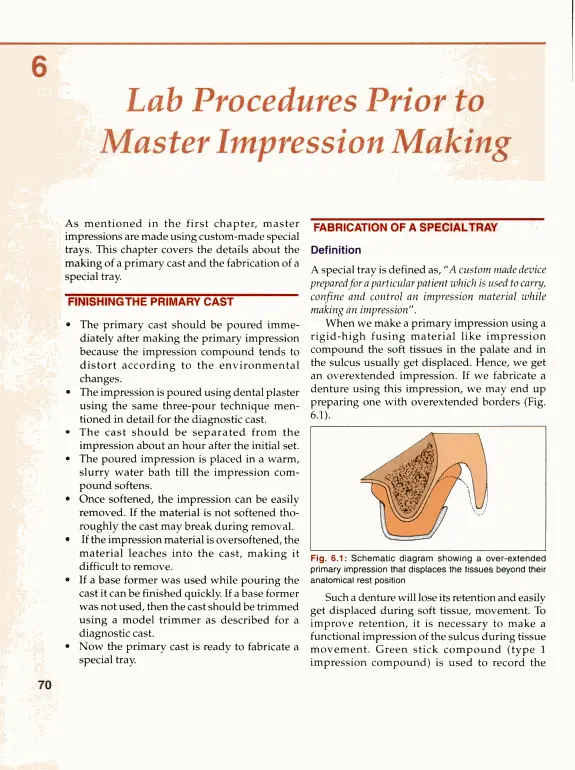 6
Lab Procedures Prior to
Master Impression Making
As mentioned in the first chapter, master
impressions are made using custom-made special
trays. This chapter covers the details about the
making of a primary cast and the fabrication of a
special tray.
FINISHING THE PRIMARY CAST
• The primary cast should be poured imme-
diately after making the primary impression
because the impression compound tends to
distort according to the environmental
changes.
• The impression is poured using dental plaster
using the same three-pour technique men-
tioned in detail for the diagnostic cast.
• The cast should be separated from the
impression about an hour after the initial set.
• The poured impression is placed in a warm,
slurry water bath till the impression com-
pound softens.
• Once softened, the impression can be easily
removed. If the material is not softened tho-
roughly the cast may break during removal.
• If the impression material is oversoftened, the
material leaches into the cast, making it
difficult to remove.
• If a base former was used while pouring the
cast it can be finished quickly. If a base former
was not used, then the cast should be trimmed
using a model trimmer as described for a
diagnostic cast.
• Now the primary cast is ready to fabricate a
special tray.
FABRICATION OF A SPECIAL TRAY
Definition
A special tray is defined as, "A custom made device
prepared for a particular patient which is used to carry,
confine and control an impression material while
making an impression".
When we make a primary impression using a
rigid-high fusing material like impression
compound the soft tissues in the palate and in
the sulcus usually get displaced. Hence, we get
an overextended impression. If we fabricate a
denture using this impression, we may end up
preparing one with overextended borders (Fig.
6.1).
Fig. 6.1: Schematic diagram showing a over-extended
primary impression that displaces the tissues beyond their
anatomical rest position
Such a denture will lose its retention and easily
get displaced during soft tissue, movement. To
improve retention, it is necessary to make a
functional impression of the sulcus during tissue
movement. Green stick compound (type 1
impression compound) is used to record the
70